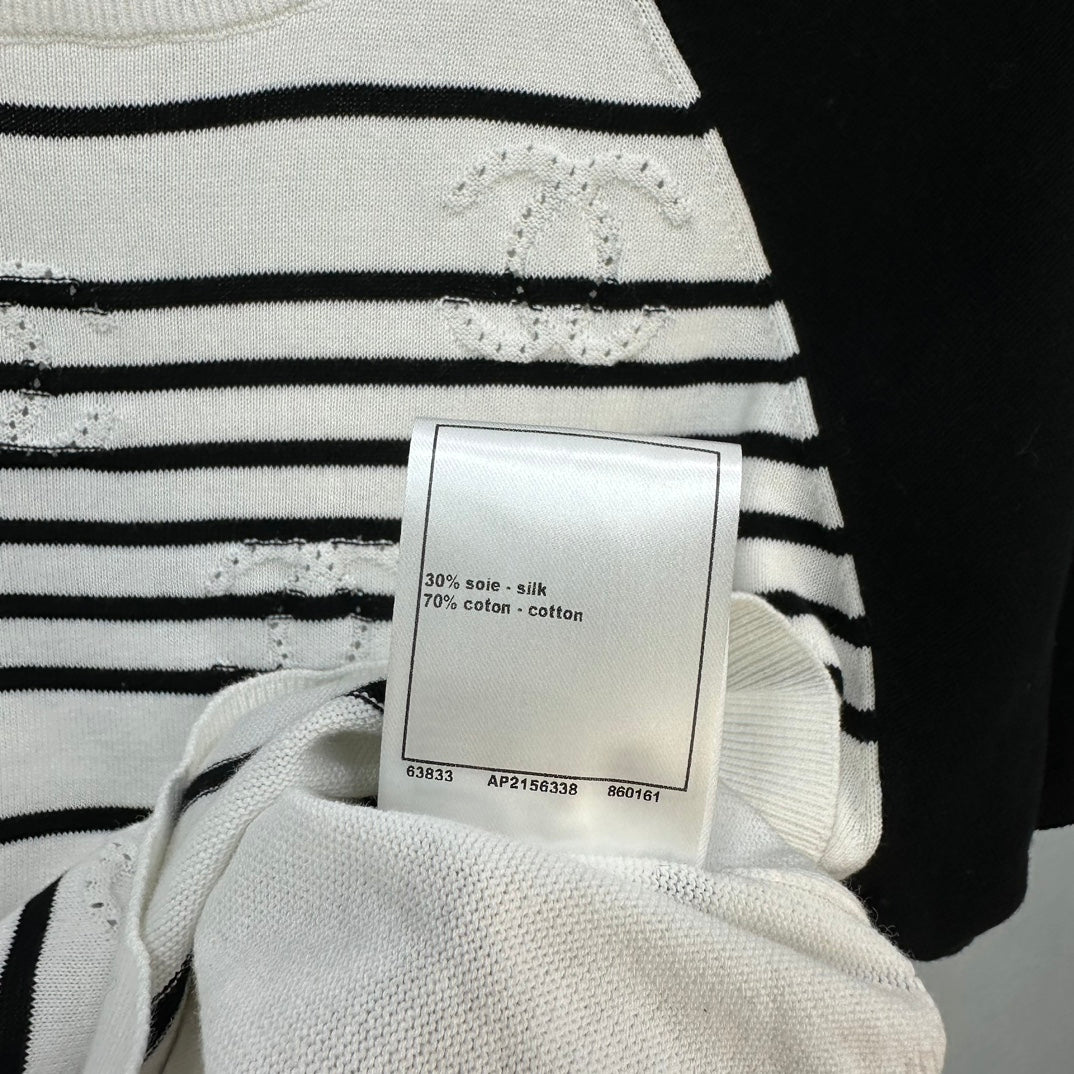 30% soie - silk
70% coton - cotton
63833 AP2156338 860161